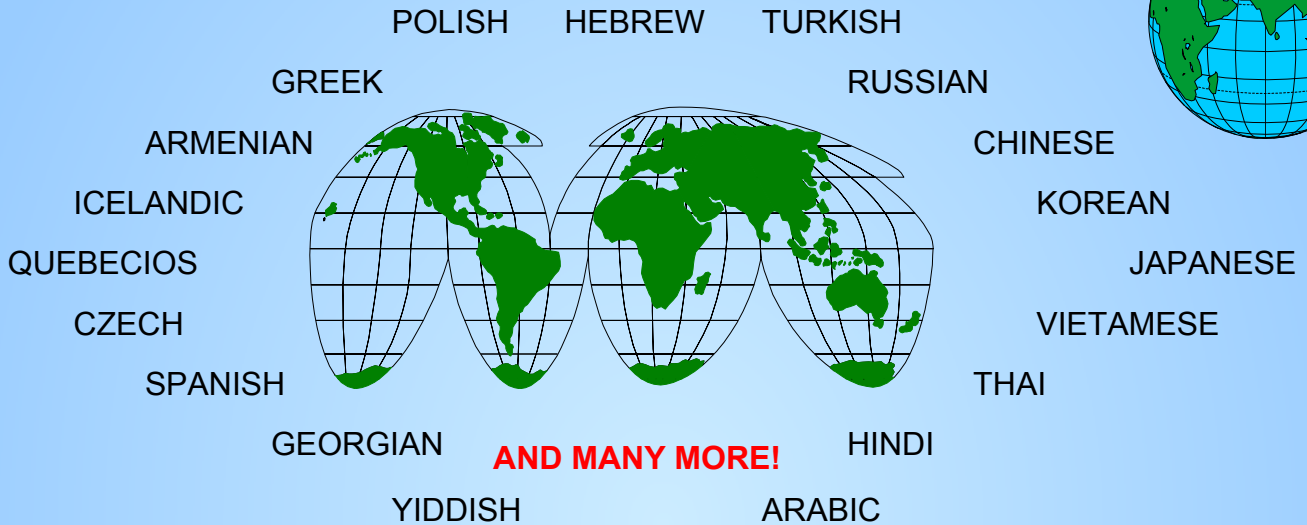 POLISH HEBREW TURKISH
GREEK RUSSIAN
ARMENIAN CHINESE
ICELANDIC KOREAN
QUEBECIOS JAPANESE
CZECH VIETAMESE
SPANISH THAI
GEORGIAN AND MANY MORE! HINDI
YIDDISH ARABIC